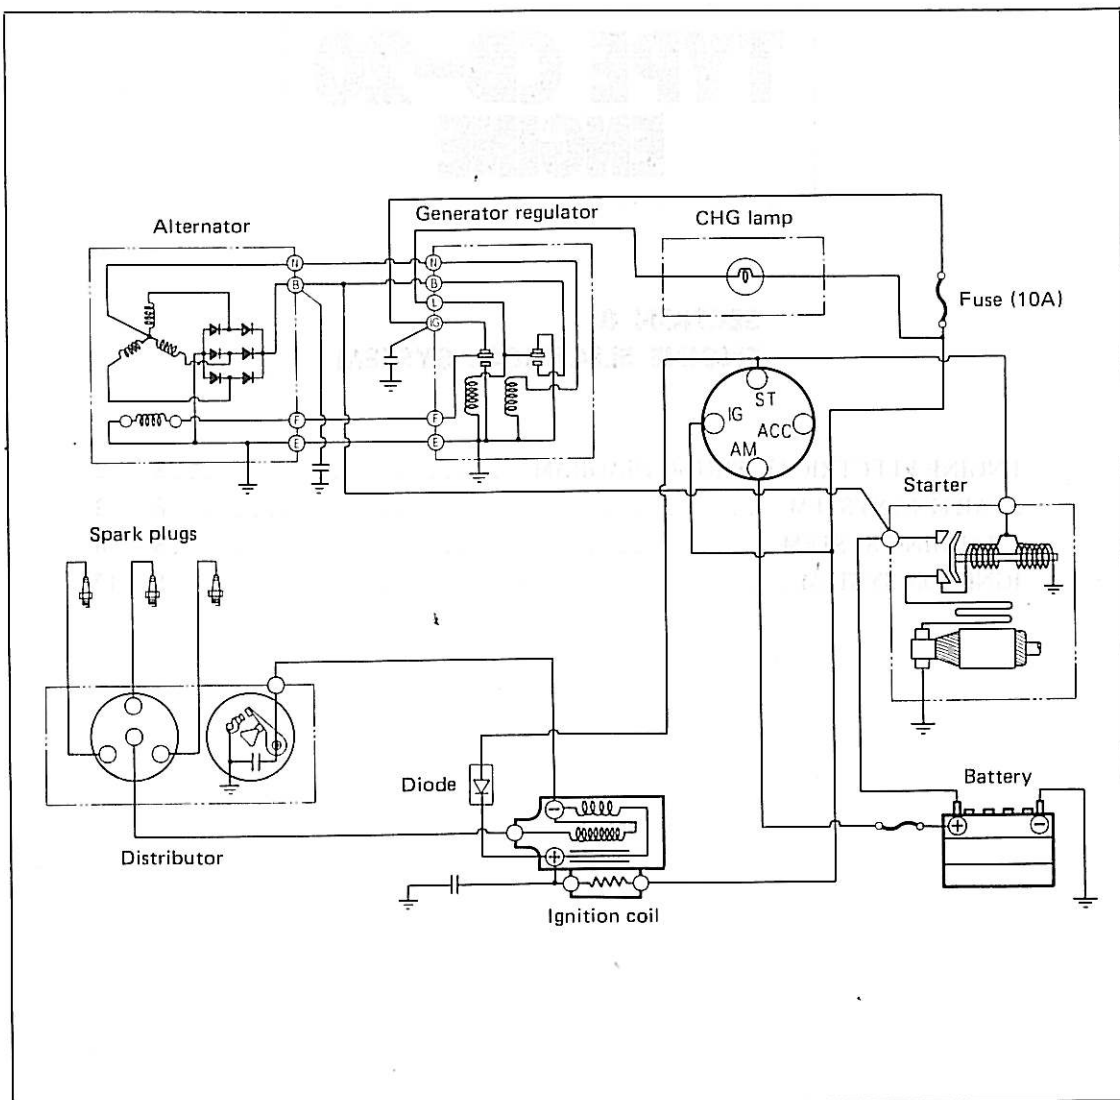 Alternator
Generator regulator
CHG lamp
N
B
N
B
L
IG
Fuse (10A)
ST
IG
ACC
AM
F
E
F
E
Starter
Spark plugs
Battery
Diode
Distributor
Ignition coil